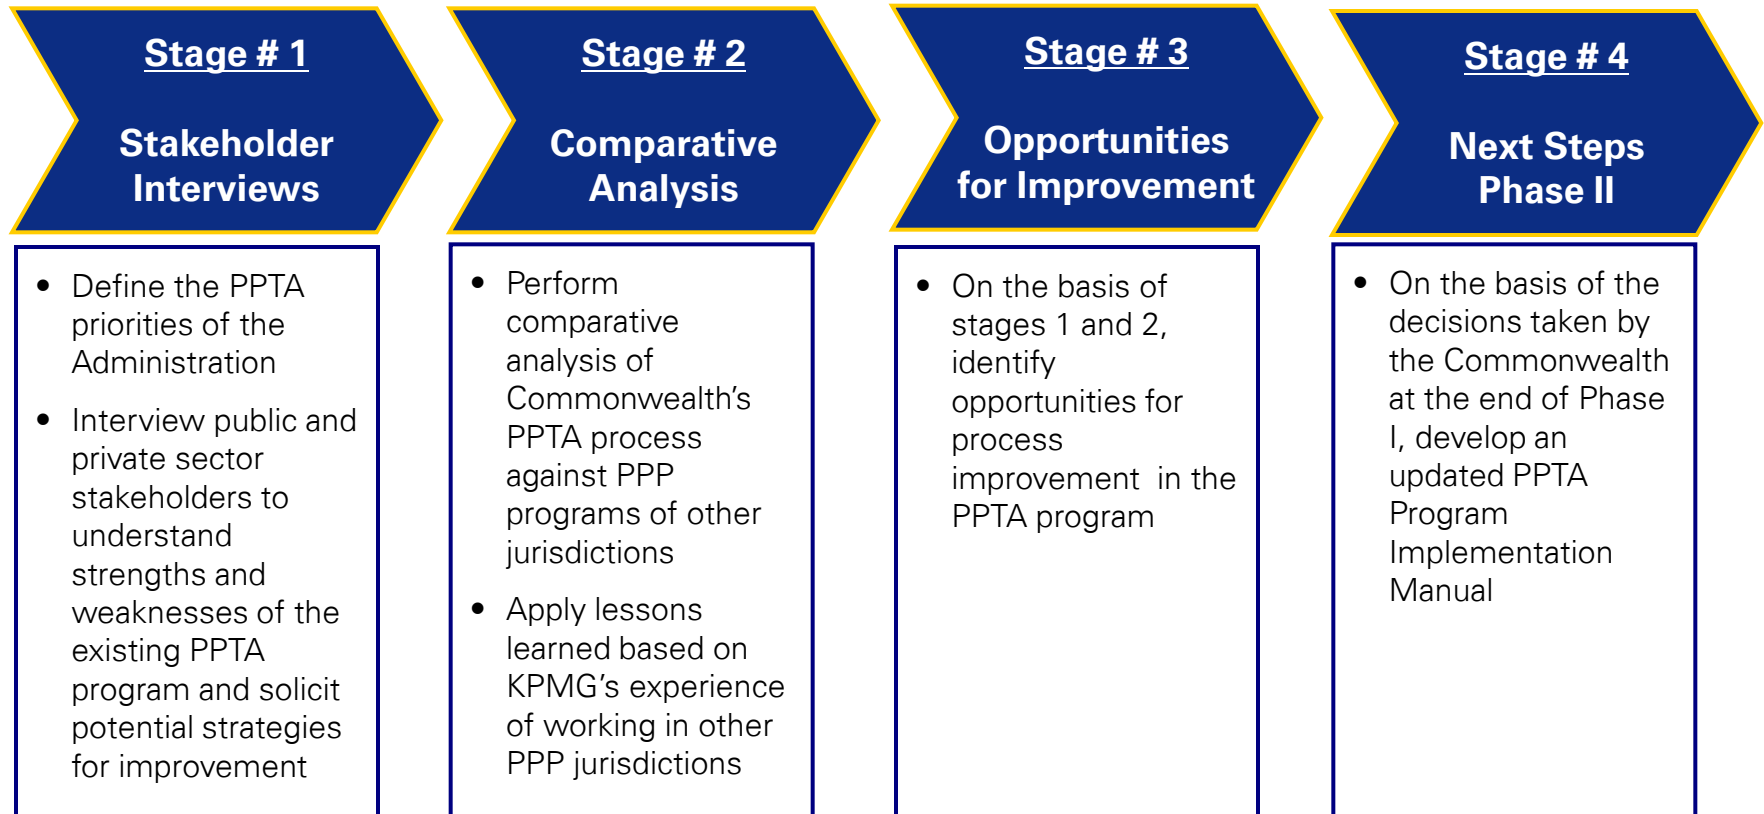 Stage # 1
Stakeholder
Interviews
• Define the PPTA
priorities of the
Administration
• Interview public and
private sector
stakeholders to
understand
strengths and
weaknesses of the
existing PPTA
program and solicit
potential strategies
for improvement
Stage # 2
Comparative
Analysis
• Perform
comparative
analysis of
Commonwealth's
PPTA process
against PPP
programs of other
jurisdictions
• Apply lessons
learned based on
KPMG's experience
of working in other
PPP jurisdictions
Stage # 3
Opportunities
for Improvement
• On the basis of
stages 1 and 2,
identify
opportunities for
process
improvement in the
PPTA program
Stage # 4
Next Steps
Phase II
• On the basis of the
decisions taken by
the Commonwealth
at the end of Phase
I, develop an
updated PPTA
Program
Implementation
Manual